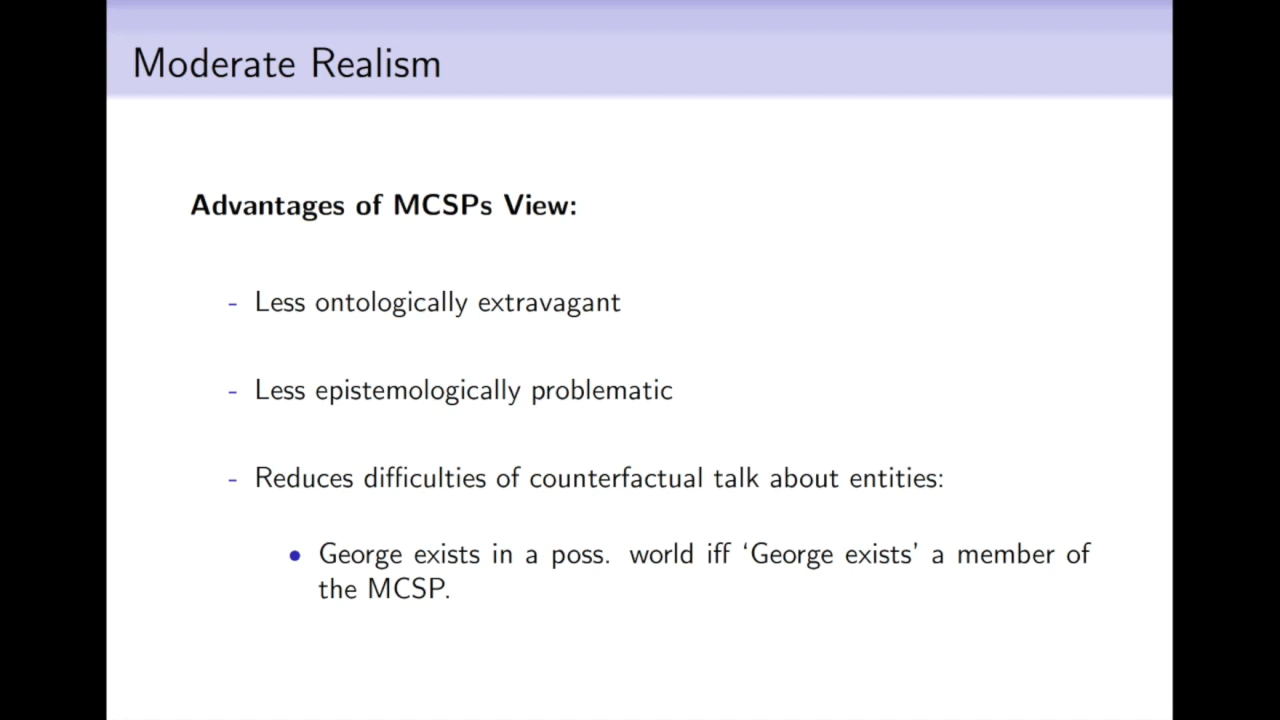 Moderate Realism
Advantages of MCSPs View:
- Less ontologically extravagant
- Less epistemologically problematic
- Reduces difficulties of counterfactual talk about entities:
• George exists in a poss. world iff ‘George exists’ a member of
the MCSP.